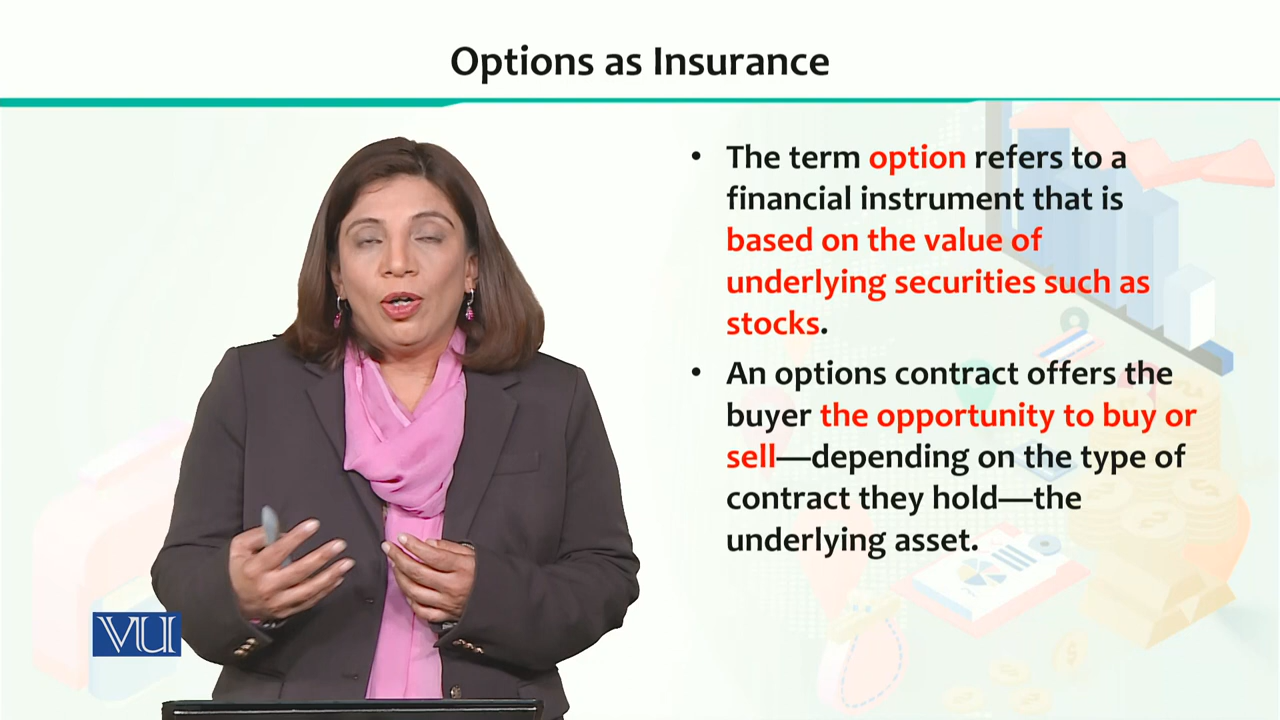 Options as Insurance
• The term option refers to a
financial instrument that is
based on the value of
underlying securities such as
stocks.
• An options contract offers the
buyer the opportunity to buy or
sell—depending on the type of
contract they hold—the
underlying asset.
VU